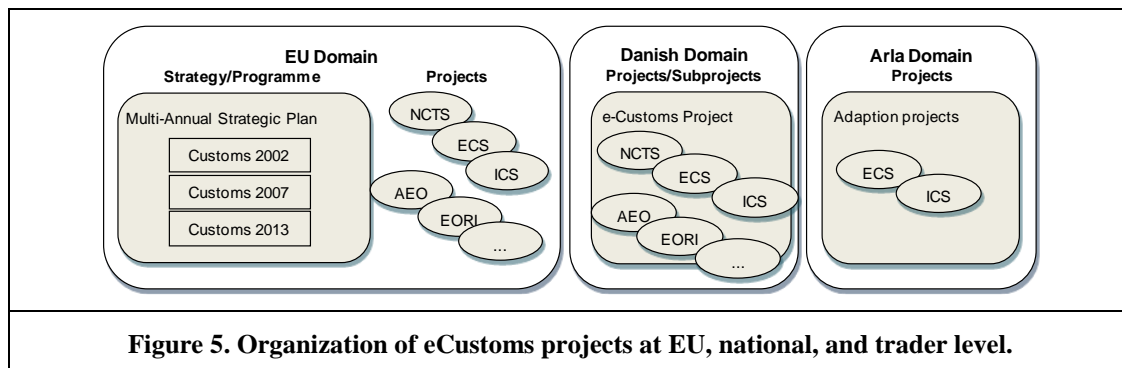 EU Domain
Strategy/Programme
Projects
Multi-Annual Strategic Plan
Customs 2002
Customs 2007
Customs 2013
NCTS
ECS
ICS
AEO
EORI
...
Danish Domain
Projects/Subprojects
e-Customs Project
NCTS
ECS
ICS
AEO
EORI
...
Arla Domain
Projects
Adaption projects
ECS
ICS
Figure 5. Organization of eCustoms projects at EU, national, and trader level.